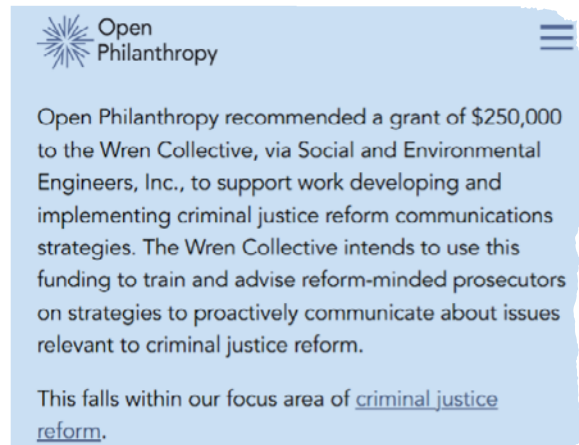 Open
Philanthropy
Open Philanthropy recommended a grant of $250,000
to the Wren Collective, via Social and Environmental
Engineers, Inc., to support work developing and
implementing criminal justice reform communications
strategies. The Wren Collective intends to use this
funding to train and advise reform-minded prosecutors
on strategies to proactively communicate about issues
relevant to criminal justice reform.
This falls within our focus area of criminal justice
reform.